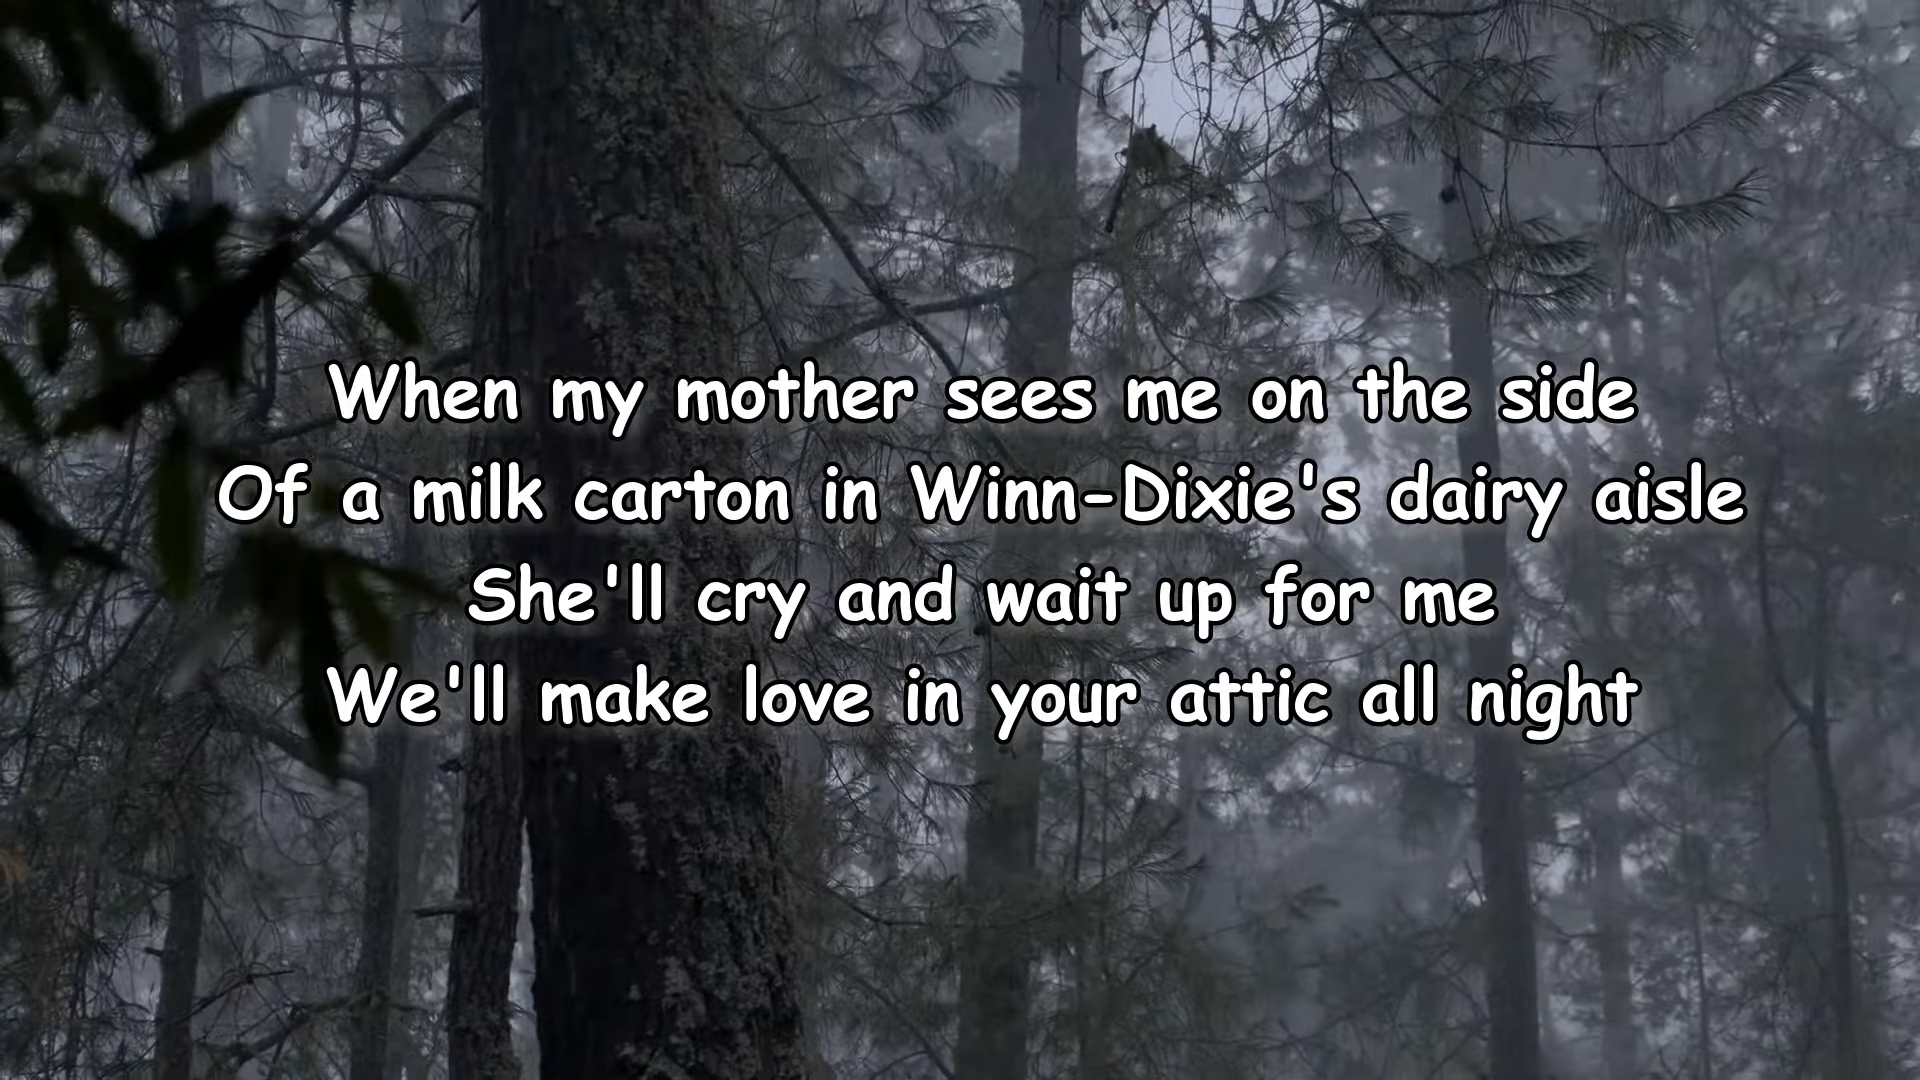 When my mother sees me on the side
Of a milk carton in Winn-Dixie's dairy aisle
She'll cry and wait up for me
We'll make love in your attic all night